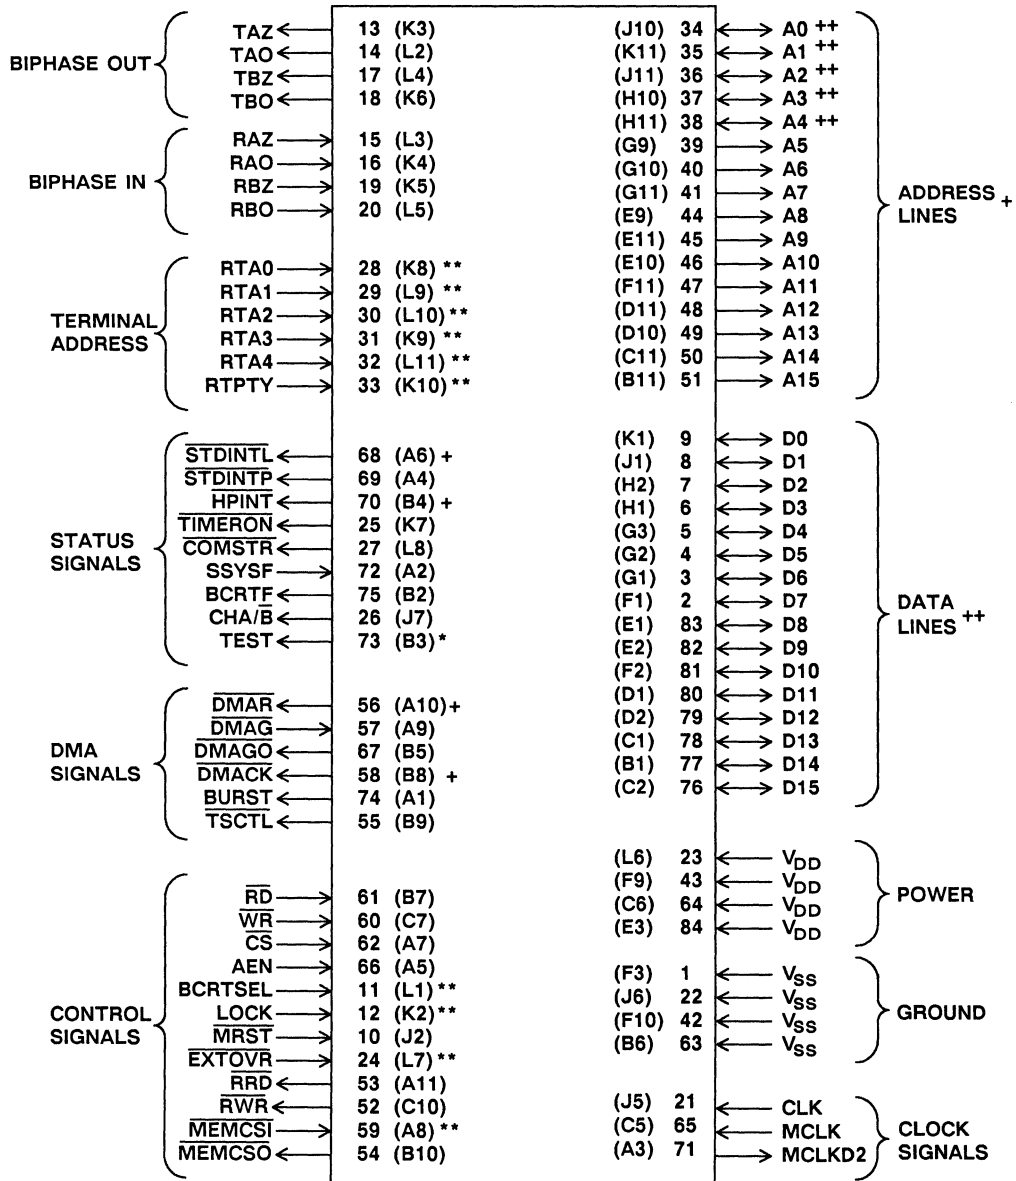 BIPHASE OUT
TAZ 13 (K3)
TAO 14 (L2)
TBZ 17 (L4)
TBO 18 (K6)
BIPHASE IN
RAZ 15 (L3)
RAO 16 (K4)
RBZ 19 (K5)
RBO 20 (L5)
TERMINAL
ADDRESS
RTA0 28 (K8) **
RTA1 29 (L9) **
RTA2 30 (L10) **
RTA3 31 (K9) **
RTA4 32 (L11) **
RTPTY 33 (K10) **
STATUS
SIGNALS
STDINTL 68 (A6) +
STDINTP 69 (A4)
HPINT 70 (B4) +
TIMERON 25 (K7)
COMSTR 27 (L8)
SSYSF 72 (A2)
BCRTF 75 (B2)
CHA/B 26 (J7)
TEST 73 (B3) *
DMA
SIGNALS
DMAR 56 (A10) +
DMAG 57 (A9)
DMAGO 67 (B5)
DMACK 58 (B8) +
BURST 74 (A1)
TSCTL 55 (B9)
CONTROL
SIGNALS
RD 61 (B7)
WR 60 (C7)
CS 62 (A7)
AEN 66 (A5)
BCRTSEL 11 (L1) **
LOCK 12 (K2) **
MRST 10 (J2)
EXTOVR 24 (L7) **
RRD 53 (A11)
RWR 52 (C10)
MEMCSI 59 (A8) **
MEMCSO 54 (B10)
(J10) 34 A0 ++
(K11) 35 A1 ++
(J11) 36 A2 ++
(H10) 37 A3 ++
(H11) 38 A4 ++
(G9) 39 A5
(G10) 40 A6
(G11) 41 A7
(E9) 44 A8
(E11) 45 A9
(E10) 46 A10
(F11) 47 A11
(D11) 48 A12
(D10) 49 A13
(C11) 50 A14
(B11) 51 A15
ADDRESS +
LINES
(K1) 9 D0
(J1) 8 D1
(H2) 7 D2
(H1) 6 D3
(G3) 5 D4
(G2) 4 D5
(G1) 3 D6
(F1) 2 D7
(E1) 83 D8
(E2) 82 D9
(F2) 81 D10
(D1) 80 D11
(D2) 79 D12
(C1) 78 D13
(B1) 77 D14
(C2) 76 D15
DATA
LINES ++
(L6) 23 VDD
(F9) 43 VDD
(C6) 64 VDD
(E3) 84 VDD
POWER
(F3) 1 VSS
(J6) 22 VSS
(F10) 42 VSS
(B6) 63 VSS
GROUND
(J5) 21 CLK
(C5) 65 MCLK
(A3) 71 MCLKD2
CLOCK
SIGNALS